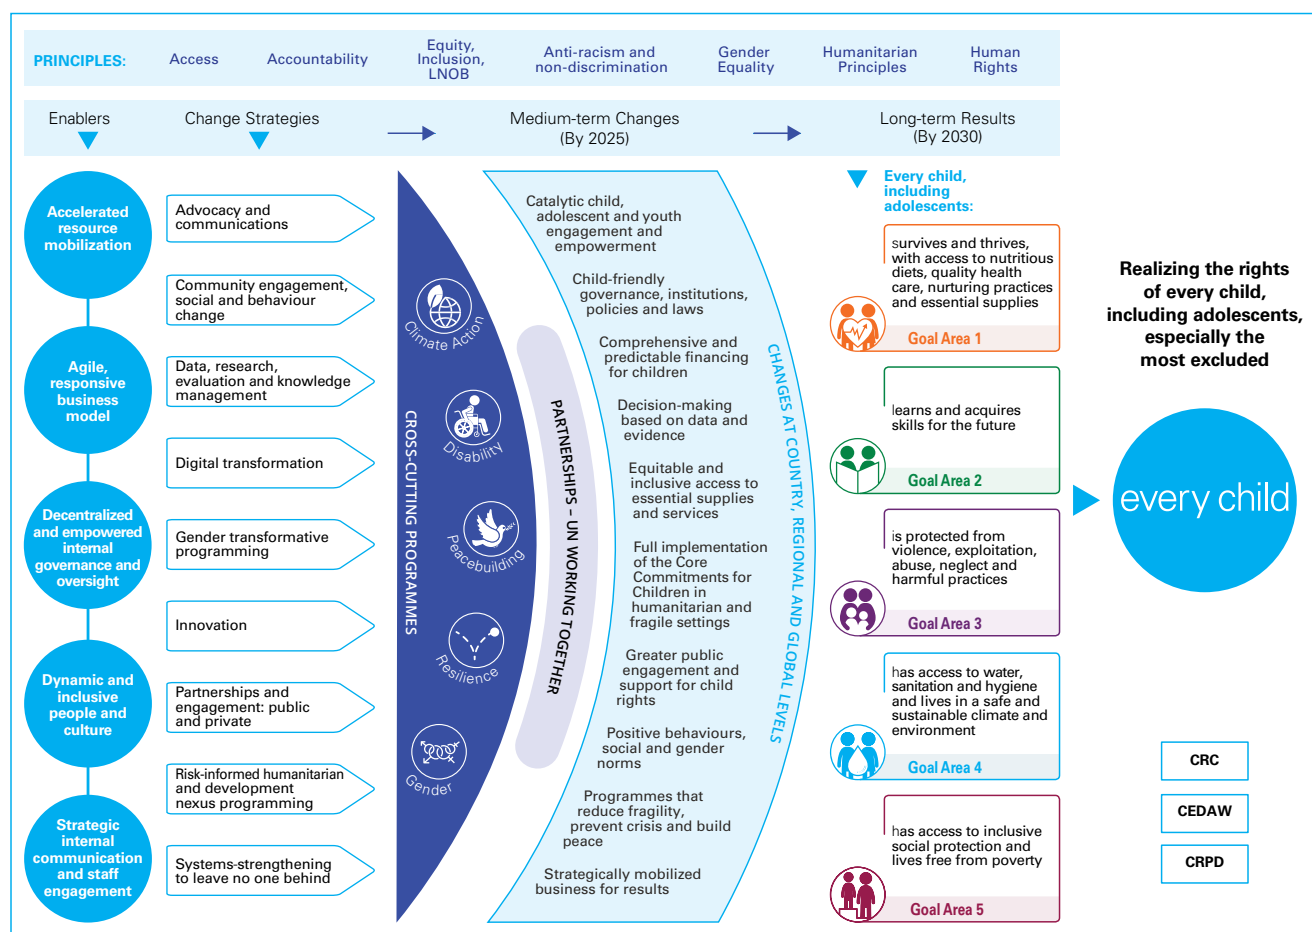 PRINCIPLES:
Access
Accountability
Equity,
Inclusion,
LNOB
Anti-racism and
non-discrimination
Gender
Equality
Humanitarian
Principles
Human
Rights
Enablers
Change Strategies
Medium-term Changes
(By 2025)
Long-term Results
(By 2030)
Accelerated
resource
mobilization
Agile,
responsive
business
model
Decentralized
and empowered
internal
governance and
oversight
Dynamic and
inclusive
people and
culture
Strategic
internal
communication
and staff
engagement
Advocacy and
communications
Community engagement,
social and behaviour
change
Data, research,
evaluation and knowledge
management
Digital transformation
Gender transformative
programming
Innovation
Partnerships and
engagement: public
and private
Risk-informed humanitarian
and development
nexus programming
Systems-strengthening
to leave no one behind
CROSS-CUTTING PROGRAMMES
Climate Action
Disability
Peacebuilding
Resilience
Gender
PARTNERSHIPS – UN WORKING TOGETHER
Catalytic child,
adolescent and youth
engagement and
empowerment
Child-friendly
governance, institutions,
policies and laws
Comprehensive and
predictable financing
for children
Decision-making
based on data and
evidence
Equitable and
inclusive access to
essential supplies
and services
Full implementation
of the Core
Commitments for
Children in
humanitarian and
fragile settings
Greater public
engagement and
support for child
rights
Positive behaviours,
social and gender
norms
Programmes that
reduce fragility,
prevent crisis and build
peace
Strategically mobilized
business for results
CHANGES AT COUNTRY, REGIONAL AND GLOBAL LEVELS
Every child,
including
adolescents:
survives and thrives,
with access to nutritious
diets, quality health
care, nurturing practices
and essential supplies
Goal Area 1
learns and acquires
skills for the future
Goal Area 2
is protected from
violence, exploitation,
abuse, neglect and
harmful practices
Goal Area 3
has access to water,
sanitation and hygiene
and lives in a safe and
sustainable climate and
environment
Goal Area 4
has access to inclusive
social protection and
lives free from poverty
Goal Area 5
Realizing the rights
of every child,
including adolescents,
especially the
most excluded
every child
CRC
CEDAW
CRPD